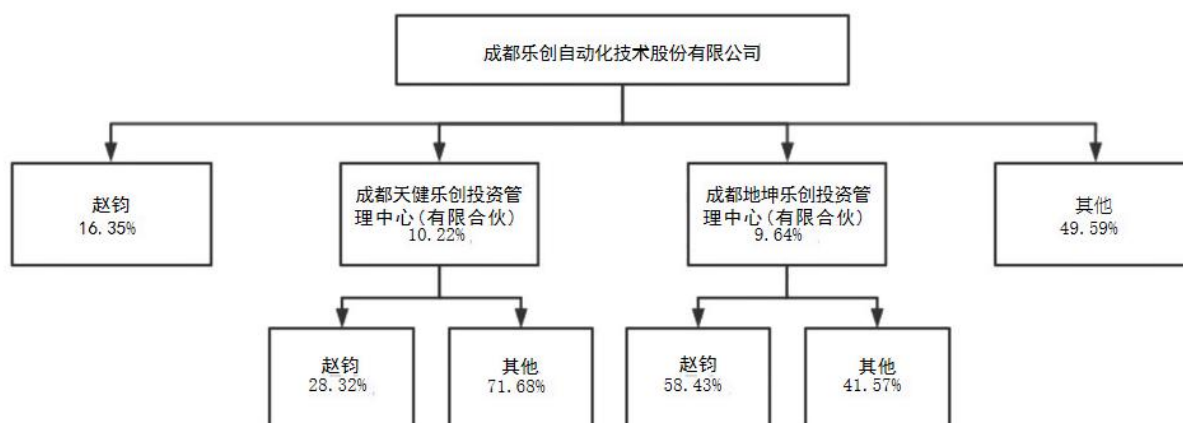 成都乐创自动化技术股份有限公司
赵钧
16.35%
成都天健乐创投资管
理中心(有限合伙)
10.22%
成都地坤乐创投资管
理中心(有限合伙)
9.64%
其他
49.59%
赵钧
28.32%
其他
71.68%
赵钧
58.43%
其他
41.57%